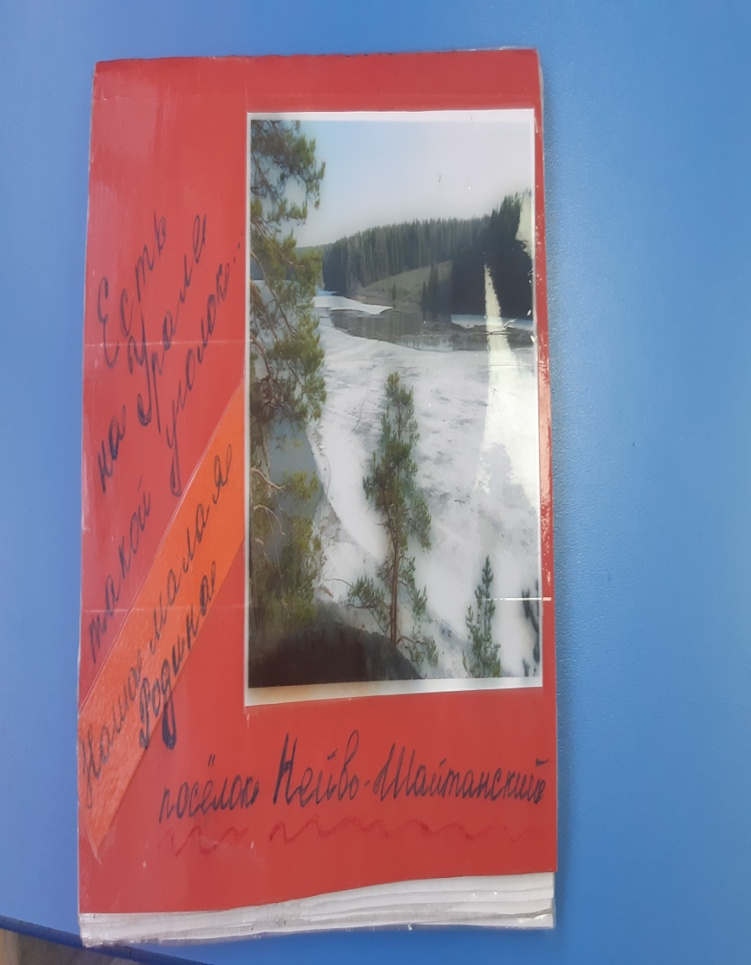 Есть
на Урале
такой уголок..
Наша малая
Родина
посёлок Нейво-Шайтанский